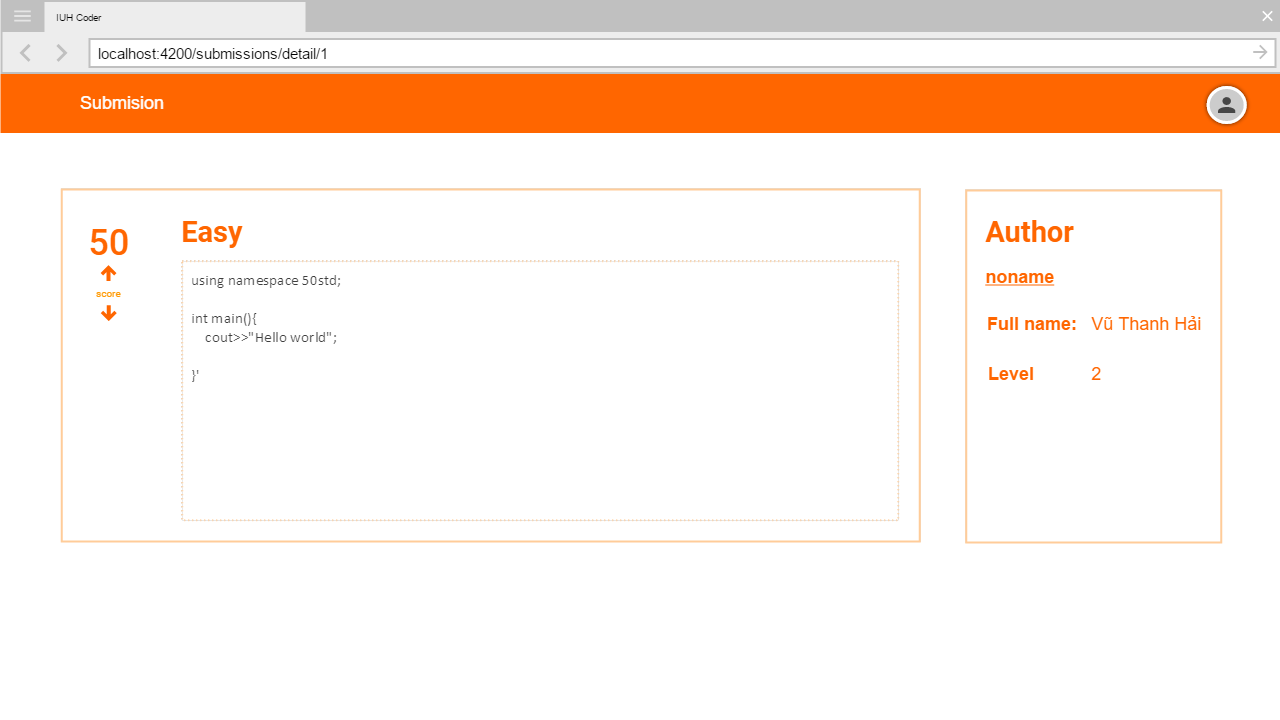 IUH Coder
localhost:4200/submissions/detail/1
Submision
50
score
Easy
using namespace 50std;
int main(){
cout>>"Hello world";
}'
Author
noname
Full name: Vũ Thanh Hải
Level 2